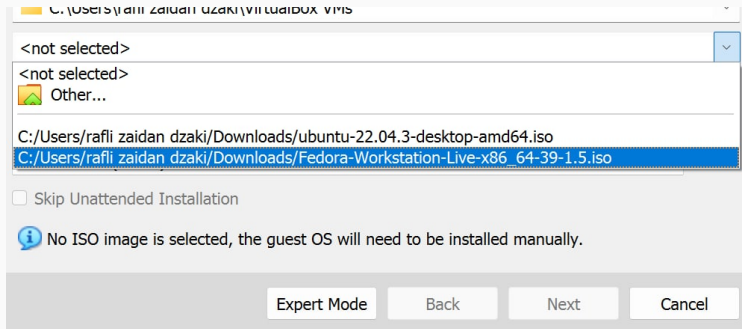 C:\Users\rafli zaidan dzaki\VirtualBox VMs
<not selected>
<not selected>
Other...
C:/Users/rafli zaidan dzaki/Downloads/ubuntu-22.04.3-desktop-amd64.iso
C:/Users/rafli zaidan dzaki/Downloads/Fedora-Workstation-Live-x86_64-39-1.5.iso
Skip Unattended Installation
No ISO image is selected, the guest OS will need to be installed manually.
Expert Mode
Back
Next
Cancel